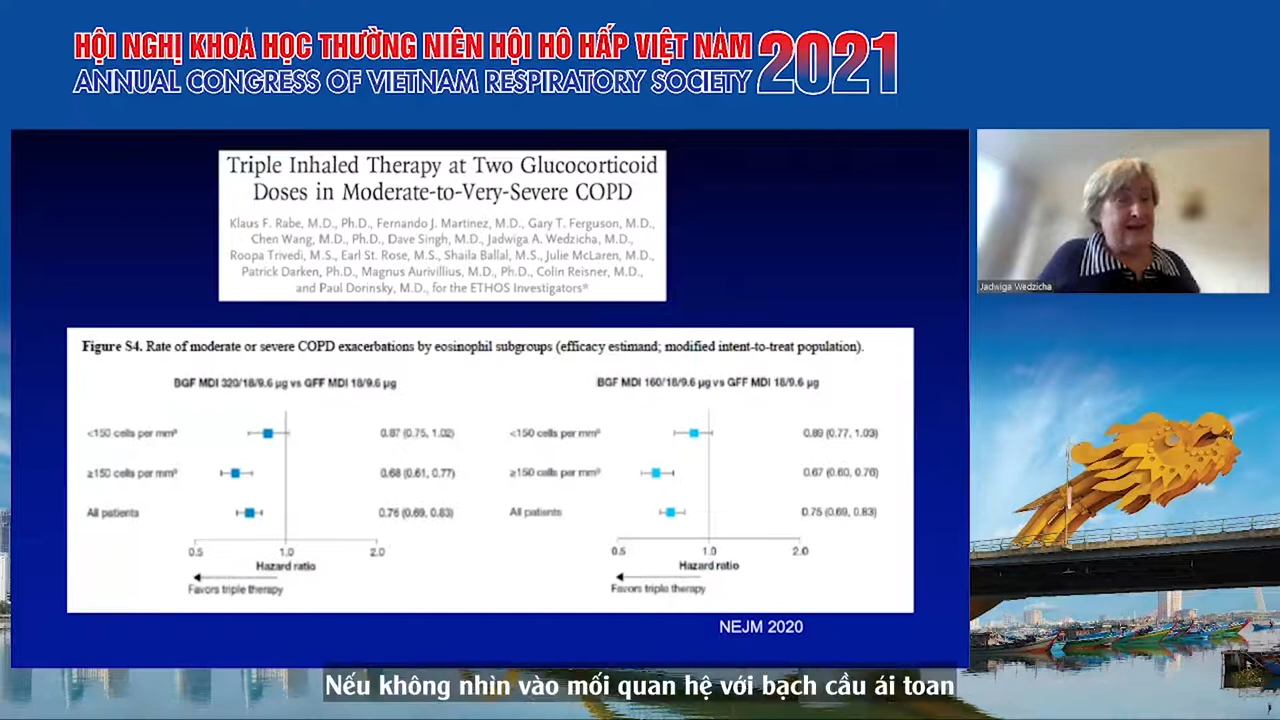 HỘI NGHỊ KHOA HỌC THƯỜNG NIÊN HỘI HÔ HẤP VIỆT NAM 2021
ANNUAL CONGRESS OF VIETNAM RESPIRATORY SOCIETY
Triple Inhaled Therapy at Two Glucocorticoid
Doses in Moderate-to-Very-Severe COPD
Klaus F. Rabe, M.D., Ph.D., Fernando J. Martinez, M.D., Gary T. Ferguson, M.D.,
Chen Wang, M.D., Ph.D., Dave Singh, M.D., Jadwiga A. Wedzicha, M.D.,
Roopa Trivedi, M.S., Earl St. Rose, M.S., Shaila Ballal, M.S., Julie McLaren, M.D.,
Patrick Darken, Ph.D., Magnus Aurivillius, M.D., Ph.D., Colin Reisner, M.D.,
and Paul Dorinsky, M.D., for the ETHOS Investigators*
Jadwiga Wedzicha
Figure S4. Rate of moderate or severe COPD exacerbations by eosinophil subgroups (efficacy estimand; modified intent-to-treat population).
BGF MDI 320/18/9.6 µg vs GFF MDI 18/9.6 µg
<150 cells per mm³ 0.87 (0.75, 1.02)
≥150 cells per mm³ 0.68 (0.61, 0.77)
All patients 0.76 (0.69, 0.83)
0.5 1.0 2.0
Hazard ratio
Favors triple therapy
BGF MDI 160/18/9.6 µg vs GFF MDI 18/9.6 µg
<150 cells per mm³ 0.89 (0.77, 1.03)
≥150 cells per mm³ 0.67 (0.60, 0.76)
All patients 0.75 (0.69, 0.83)
0.5 1.0 2.0
Hazard ratio
Favors triple therapy
NEJM 2020
Nếu không nhìn vào mối quan hệ với bạch cầu ái toan